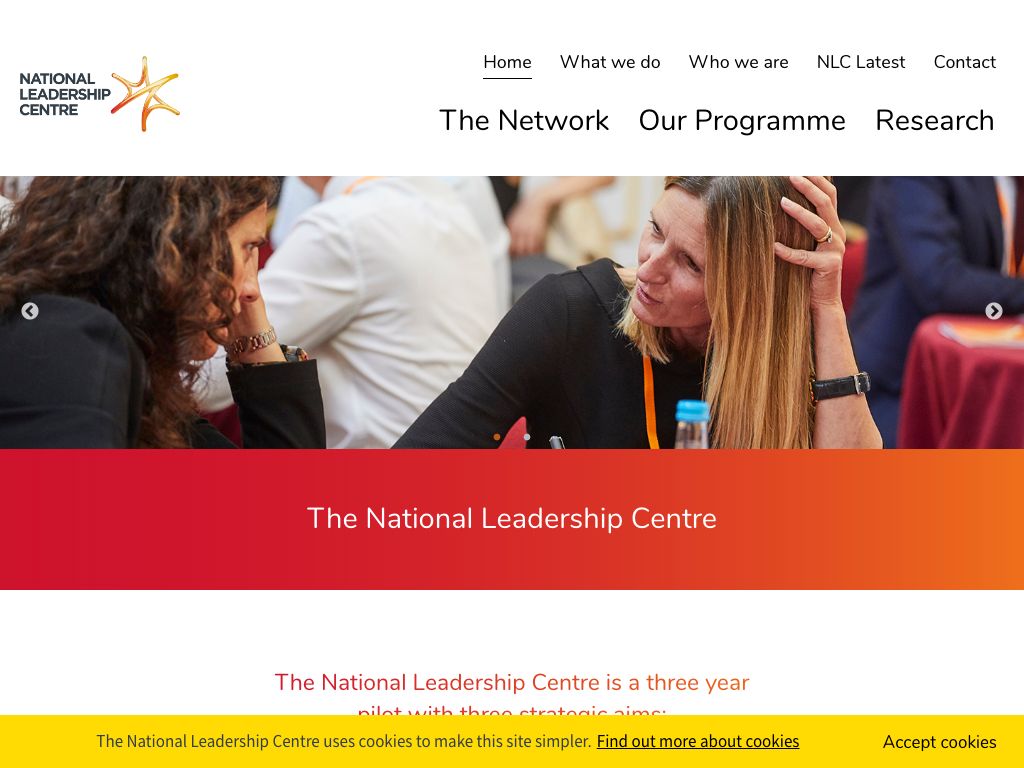 NATIONAL
LEADERSHIP
CENTRE
Home What we do Who we are NLC Latest Contact
The Network Our Programme Research
The National Leadership Centre
The National Leadership Centre is a three year
pilot with three strategic aims:
The National Leadership Centre uses cookies to make this site simpler. Find out more about cookies Accept cookies